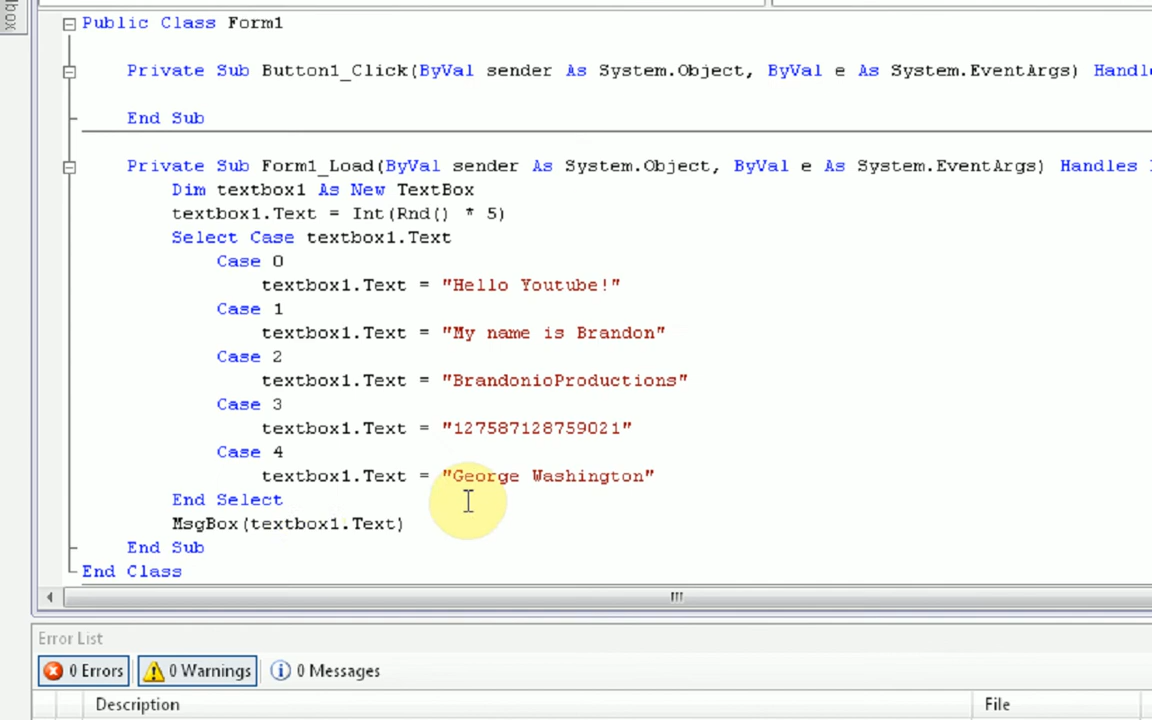 box
Public Class Form1
Private Sub Button1_Click(ByVal sender As System.Object, ByVal e As System.EventArgs) Handl
End Sub
Private Sub Form1_Load(ByVal sender As System.Object, ByVal e As System.EventArgs) Handles
Dim textbox1 As New TextBox
textbox1.Text = Int(Rnd() * 5)
Select Case textbox1.Text
Case 0
textbox1.Text = "Hello Youtube!"
Case 1
textbox1.Text = "My name is Brandon"
Case 2
textbox1.Text = "BrandonioProductions"
Case 3
textbox1.Text = "127587128759021"
Case 4
textbox1.Text = "George Washington"
End Select
MsgBox(textbox1.Text)
End Sub
End Class
Error List
0 Errors 0 Warnings 0 Messages
Description File